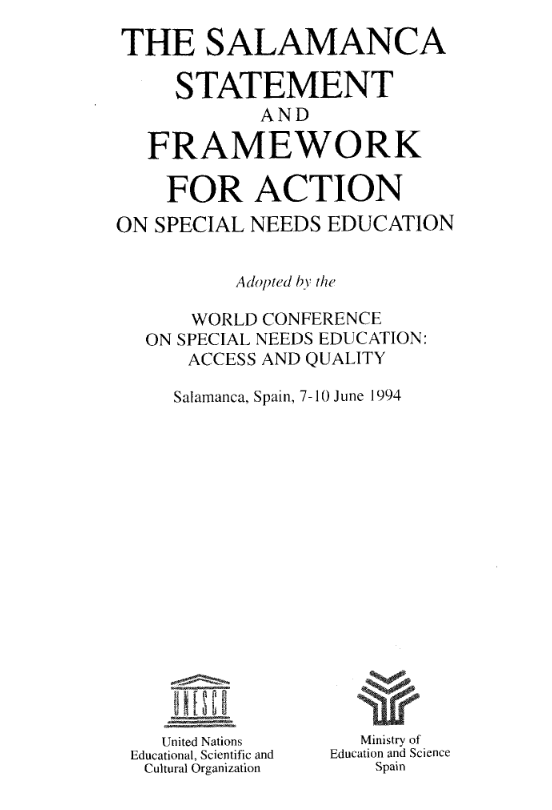 THE SALAMANCA
STATEMENT
AND
FRAMEWORK
FOR ACTION
ON SPECIAL NEEDS EDUCATION
Adopted by the
WORLD CONFERENCE
ON SPECIAL NEEDS EDUCATION:
ACCESS AND QUALITY
Salamanca, Spain, 7-10 June 1994
UNESCO
United Nations
Educational, Scientific and
Cultural Organization
Ministry of
Education and Science
Spain